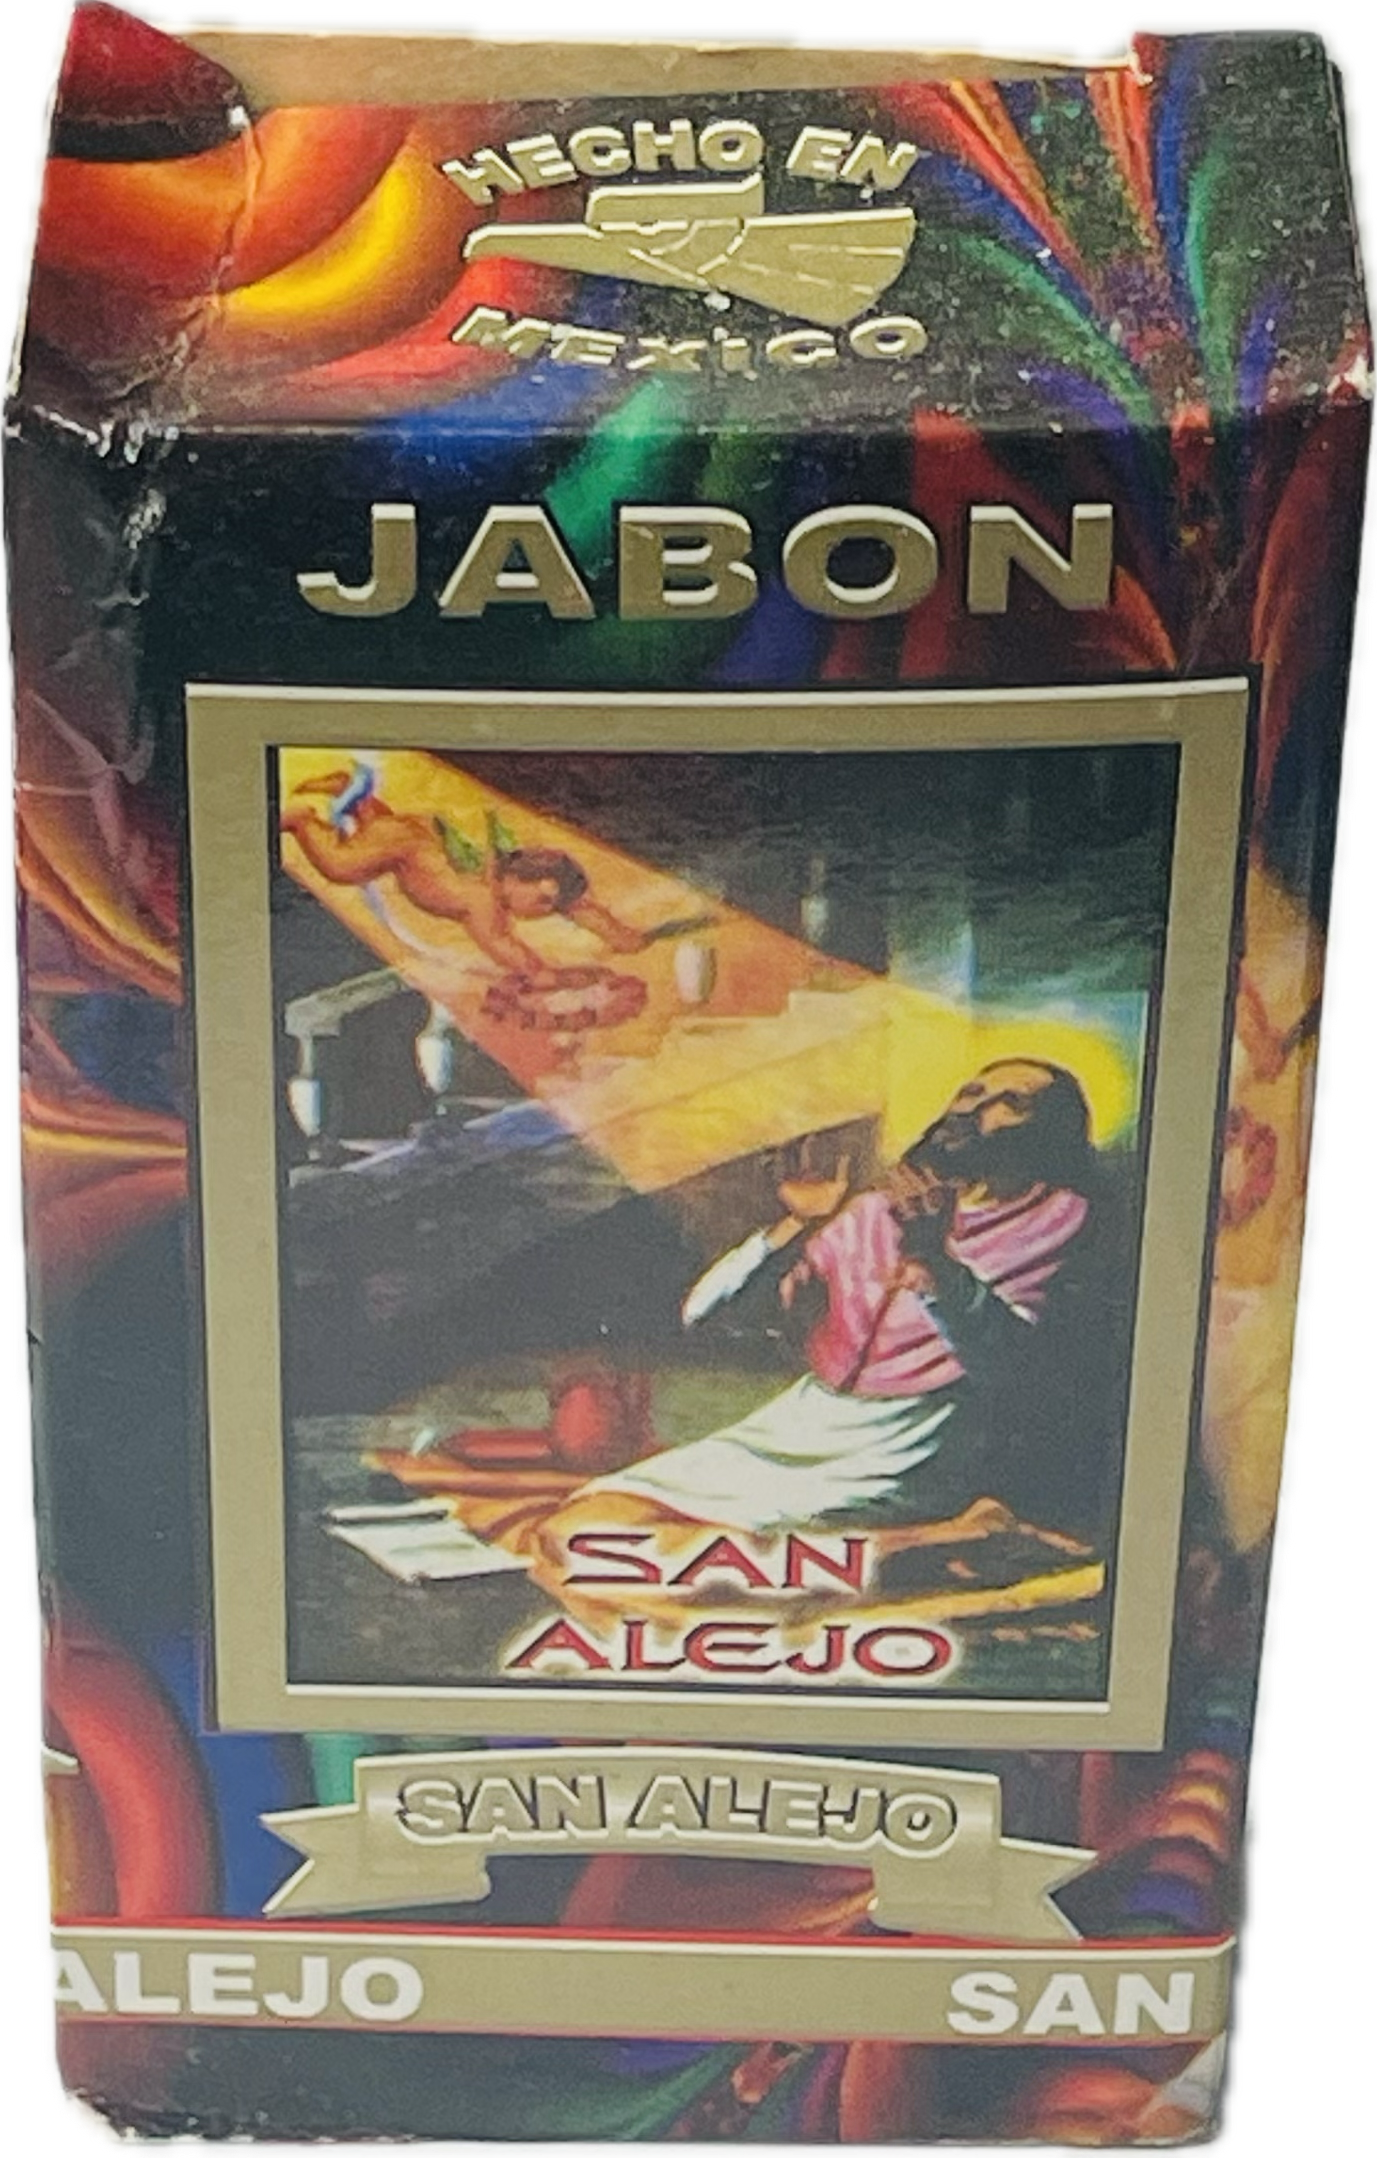 HECHO EN
MEXICO
JABON
SAN
ALEJO
SAN ALEJO
ALEJO SAN